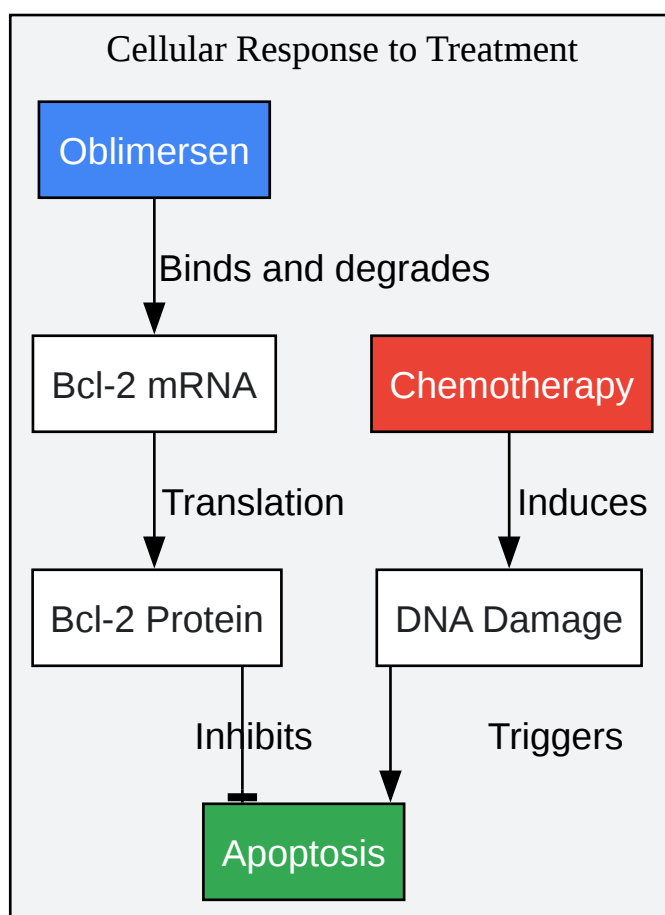 Cellular Response to Treatment
Oblimersen
Binds and degrades
Bcl-2 mRNA
Chemotherapy
Translation
Induces
Bcl-2 Protein
DNA Damage
Inhibits
Triggers
Apoptosis